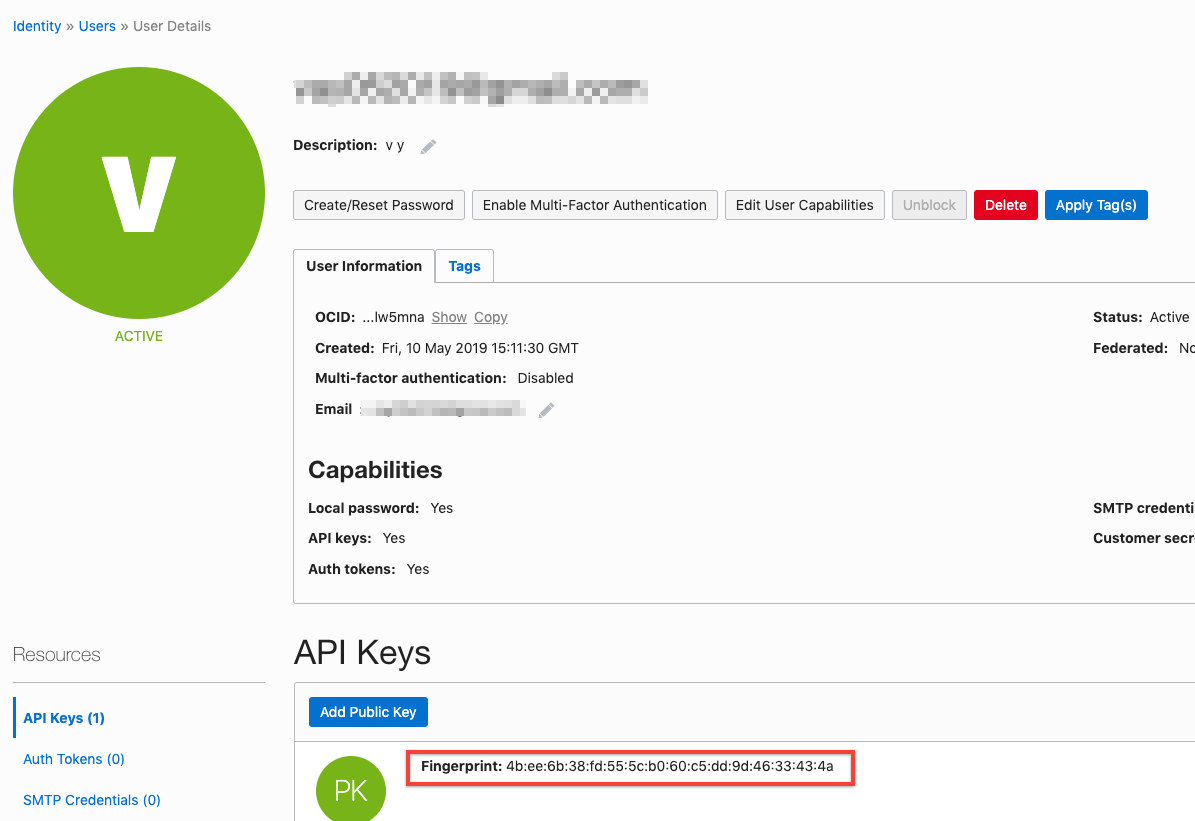 Identity » Users » User Details
V
ACTIVE
Description: v y
Create/Reset Password Enable Multi-Factor Authentication Edit User Capabilities Unblock Delete Apply Tag(s)
User Information Tags
OCID: ...lw5mna Show Copy
Status: Active
Created: Fri, 10 May 2019 15:11:30 GMT
Federated:
Multi-factor authentication: Disabled
Email
Capabilities
Local password: Yes
SMTP credenti
API keys: Yes
Customer secr
Auth tokens: Yes
Resources
API Keys (1)
Auth Tokens (0)
SMTP Credentials (0)
API Keys
Add Public Key
PK
Fingerprint: 4b:ee:6b:38:fd:55:5c:b0:60:c5:dd:9d:46:33:43:4a